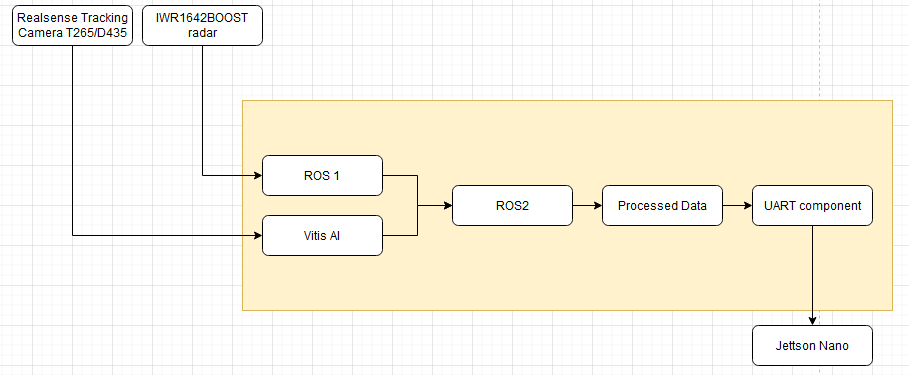 Realsense Tracking
Camera T265/D435
IWR1642BOOST
radar
ROS 1
Vitis AI
ROS2
Processed Data
UART component
Jettson Nano